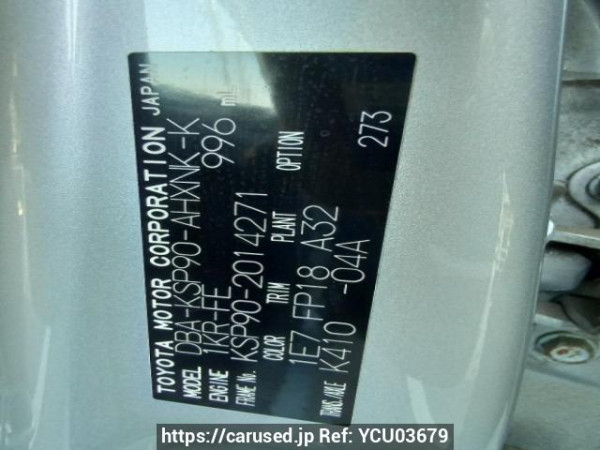 TOYOTA MOTOR CORPORATION JAPAN
MODEL DBA-KSP90-AHXNK-K
ENGINE 1KR-FE 996 ml
FRAME No. KSP90-2014271
COLOR TRIM PLANT OPTION
1E7 FP18 A32 273
TRANS./AXLE K410 -04A
https://carused.jp Ref: YCU03679